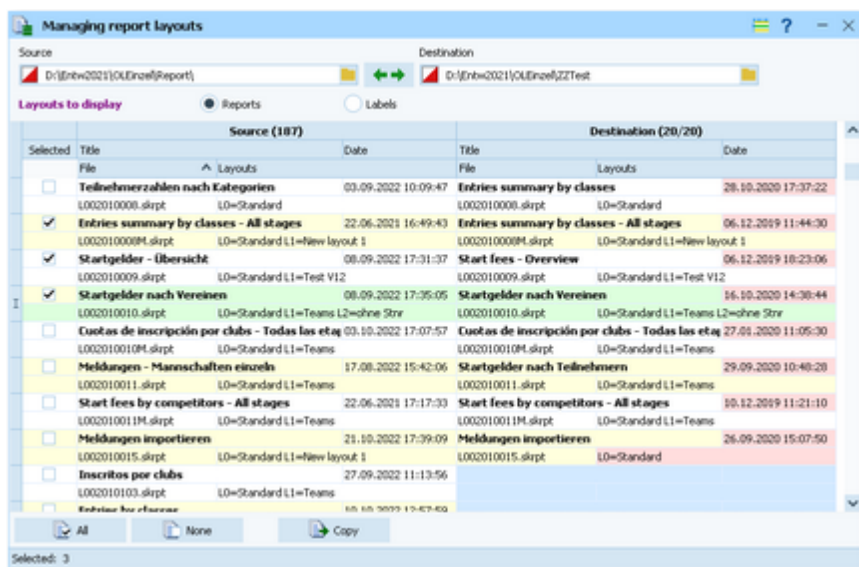 Managing report layouts
Source Destination
D:\Entw2021\OLEinzel\Report\ D:\Entw2021\OLEinzel\ZZTest
Layouts to display Reports Labels
Source (187) Destination (20/20)
Selected Title Date Title Date
File Layouts File Layouts
Teilnehmerzahlen nach Kategorien 03.09.2022 10:09:47 Entries summary by classes 28.10.2020 17:37:22
L002010008.skrpt L0=Standard L002010008.skrpt L0=Standard
Entries summary by classes - All stages 22.06.2021 16:49:43 Entries summary by classes - All stages 06.12.2019 11:44:30
L002010008M.skrpt L0=Standard L1=New layout 1 L002010008M.skrpt L0=Standard L1=New layout 1
Startgelder - Übersicht 08.09.2022 17:31:37 Start fees - Overview 06.12.2019 18:23:06
L002010009.skrpt L0=Standard L1=Test V12 L002010009.skrpt L0=Standard L1=Test V12
Startgelder nach Vereinen 08.09.2022 17:35:05 Startgelder nach Vereinen 16.10.2020 14:38:44
L002010010.skrpt L0=Standard L1=Teams L2=ohne Stnr L002010010.skrpt L0=Standard L1=Teams L2=ohne Stnr
Cuotas de inscripción por clubs - Todas las etap 03.10.2022 17:07:57 Cuotas de inscripción por clubs - Todas las etap 27.01.2020 11:05:30
L002010010M.skrpt L0=Standard L1=Teams L002010010M.skrpt L0=Standard L1=Teams
Meldungen - Mannschaften einzeln 17.08.2022 15:42:06 Startgelder nach Teilnehmern 29.09.2020 10:48:28
L002010011.skrpt L0=Standard L1=Teams L002010011.skrpt L0=Standard L1=Teams
Start fees by competitors - All stages 22.06.2021 17:17:33 Start fees by competitors - All stages 10.12.2019 11:21:10
L002010011M.skrpt L0=Standard L1=Teams L002010011M.skrpt L0=Standard L1=Teams
Meldungen importieren 21.10.2022 17:39:09 Meldungen importieren 26.09.2020 15:07:50
L002010015.skrpt L0=Standard L1=New layout 1 L002010015.skrpt L0=Standard
Inscritos por clubs 27.09.2022 11:13:56
L002010103.skrpt L0=Standard L1=Teams
Entries by classes 10.10.2022 12:57:59
All None Copy
Selected: 3